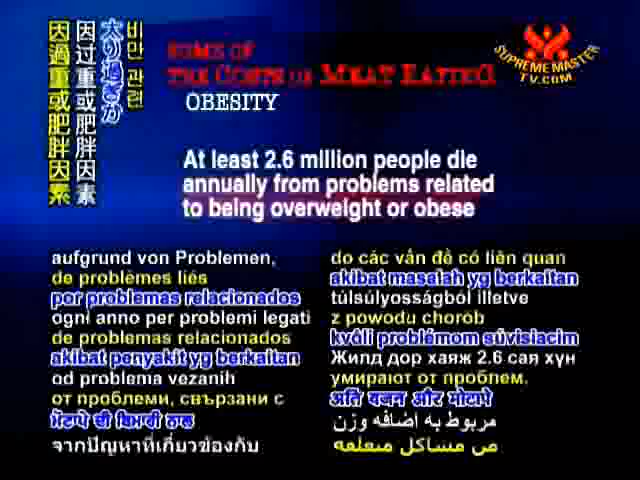 비만 관련
太り過ぎか
因过重或肥胖因素
因過重或肥胖因素
SOME OF
THE COSTS OF MEAT EATING
OBESITY
SUPREME MASTER
TV.COM
At least 2.6 million people die
annually from problems related
to being overweight or obese
aufgrund von Problemen,
de problèmes liés
por problemas relacionados
ogni anno per problemi legati
de problemas relacionados
akibat penyakit yg berkaitan
od problema vezanih
от проблеми, свързани с
ਮੋਟਾਪੇ ਦੀ ਬਿਮਾਰੀ ਨਾਲ
จากปัญหาที่เกี่ยวข้องกับ
do các vấn đề có liên quan
akibat masalah yg berkaitan
túlsúlyosságból illetve
z powodu chorób
kvôli problémom súvisiacim
Жилд дор хаяж 2.6 сая хүн
умирают от проблем,
अति वजन और मोटापे
مربوط به اضافه وزن
ص مشاكل متعلقه